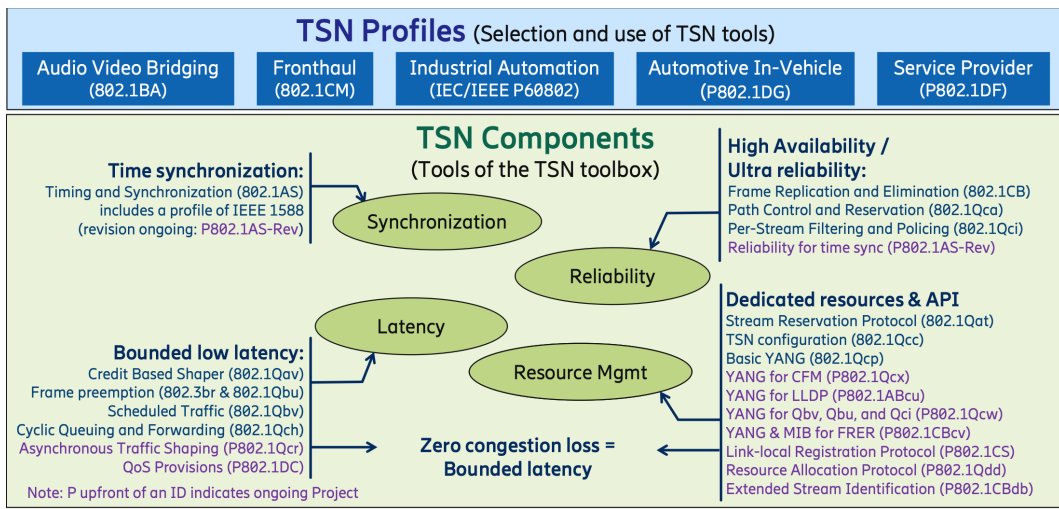 TSN Profiles (Selection and use of TSN tools)
Audio Video Bridging
(802.1BA)
Fronthaul
(802.1CM)
Industrial Automation
(IEC/IEEE P60802)
Automotive In-Vehicle
(P802.1DG)
Service Provider
(P802.1DF)
TSN Components
(Tools of the TSN toolbox)
Time synchronization:
Timing and Synchronization (802.1AS)
includes a profile of IEEE 1588
(revision ongoing: P802.1AS-Rev)
Synchronization
High Availability /
Ultra reliability:
Frame Replication and Elimination (802.1CB)
Path Control and Reservation (802.1Qca)
Per-Stream Filtering and Policing (802.1Qci)
Reliability for time sync (P802.1AS-Rev)
Reliability
Latency
Bounded low latency:
Credit Based Shaper (802.1Qav)
Frame preemption (802.3br & 802.1Qbu)
Scheduled Traffic (802.1Qbv)
Cyclic Queuing and Forwarding (802.1Qch)
Asynchronous Traffic Shaping (P802.1Qcr)
QoS Provisions (P802.1DC)
Resource Mgmt
Dedicated resources & API
Stream Reservation Protocol (802.1Qat)
TSN configuration (802.1Qcc)
Basic YANG (802.1Qcp)
YANG for CFM (P802.1Qcx)
YANG for LLDP (P802.1ABcu)
YANG for Qbv, Qbu, and Qci (P802.1Qcw)
YANG & MIB for FRER (P802.1CBcv)
Link-local Registration Protocol (P802.1CS)
Resource Allocation Protocol (P802.1Qdd)
Extended Stream Identification (P802.1CBdb)
Zero congestion loss =
Bounded latency
Note: P upfront of an ID indicates ongoing Project